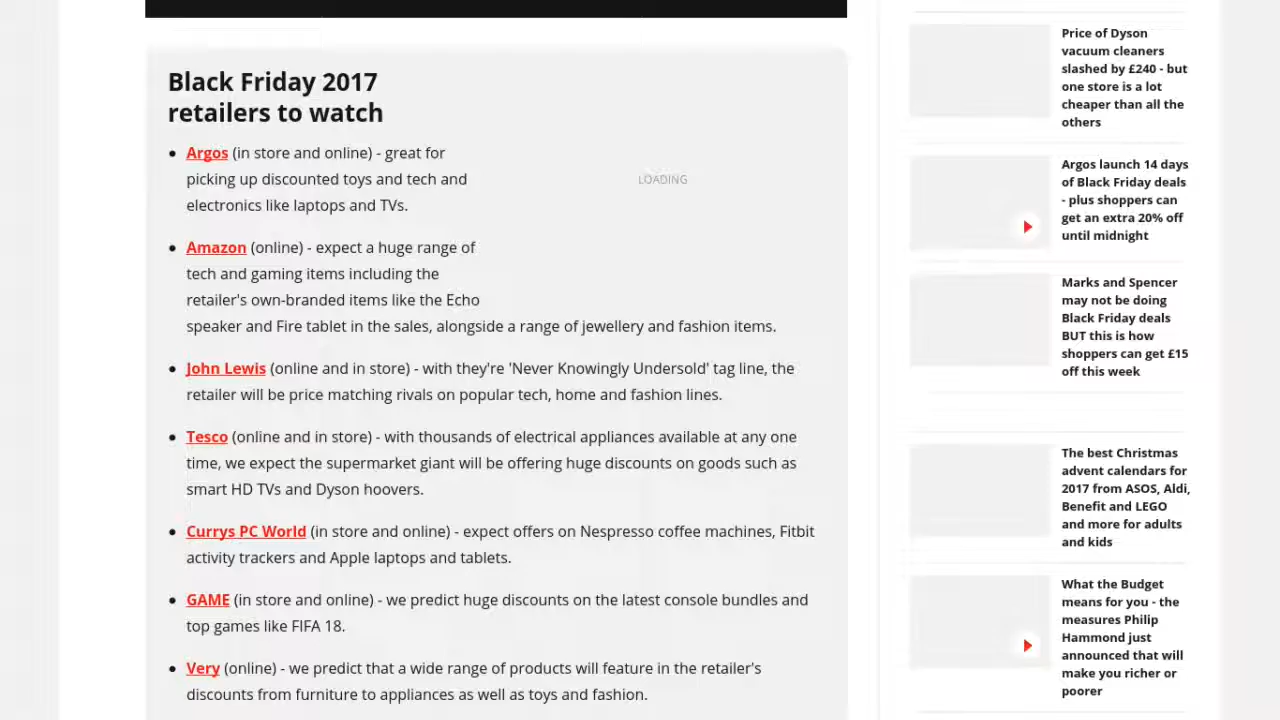 Black Friday 2017
retailers to watch
Argos (in store and online) - great for
picking up discounted toys and tech and
electronics like laptops and TVs.
LOADING
Amazon (online) - expect a huge range of
tech and gaming items including the
retailer's own-branded items like the Echo
speaker and Fire tablet in the sales, alongside a range of jewellery and fashion items.
John Lewis (online and in store) - with they're 'Never Knowingly Undersold' tag line, the
retailer will be price matching rivals on popular tech, home and fashion lines.
Tesco (online and in store) - with thousands of electrical appliances available at any one
time, we expect the supermarket giant will be offering huge discounts on goods such as
smart HD TVs and Dyson hoovers.
Currys PC World (in store and online) - expect offers on Nespresso coffee machines, Fitbit
activity trackers and Apple laptops and tablets.
GAME (in store and online) - we predict huge discounts on the latest console bundles and
top games like FIFA 18.
Very (online) - we predict that a wide range of products will feature in the retailer's
discounts from furniture to appliances as well as toys and fashion.
Price of Dyson
vacuum cleaners
slashed by £240 - but
one store is a lot
cheaper than all the
others
Argos launch 14 days
of Black Friday deals
- plus shoppers can
get an extra 20% off
until midnight
Marks and Spencer
may not be doing
Black Friday deals
BUT this is how
shoppers can get £15
off this week
The best Christmas
advent calendars for
2017 from ASOS, Aldi,
Benefit and LEGO
and more for adults
and kids
What the Budget
means for you - the
measures Philip
Hammond just
announced that will
make you richer or
poorer